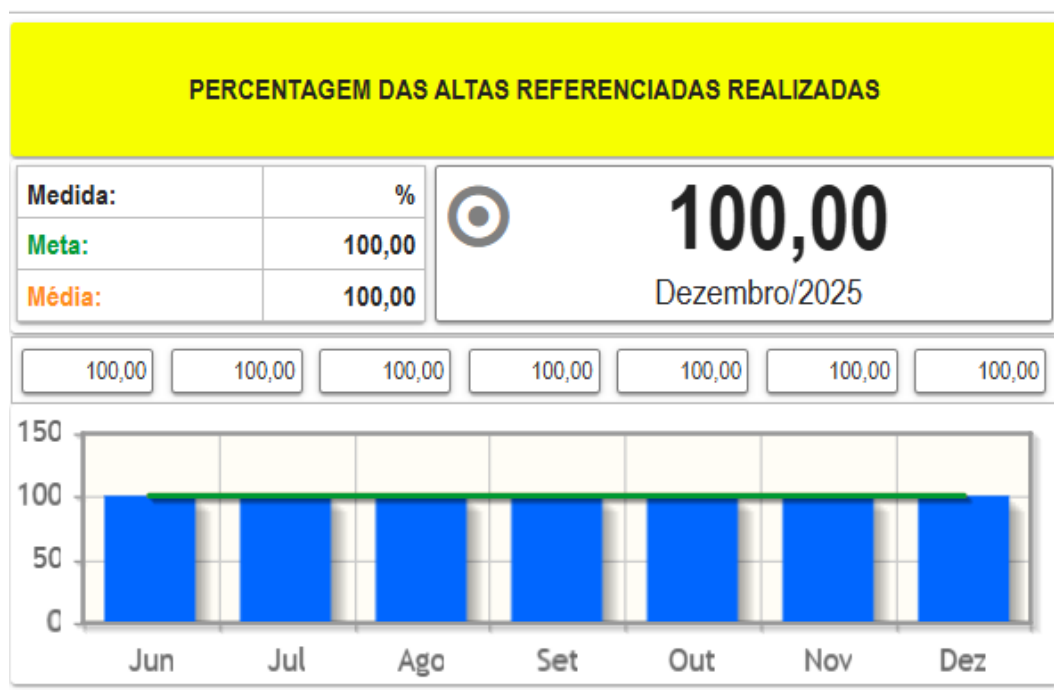 PERCENTAGEM DAS ALTAS REFERENCIADAS REALIZADAS
Medida: %
Meta: 100,00
Média: 100,00
100,00
Dezembro/2025
100,00 100,00 100,00 100,00 100,00 100,00 100,00
150
100
50
0
Jun Jul Ago Set Out Nov Dez